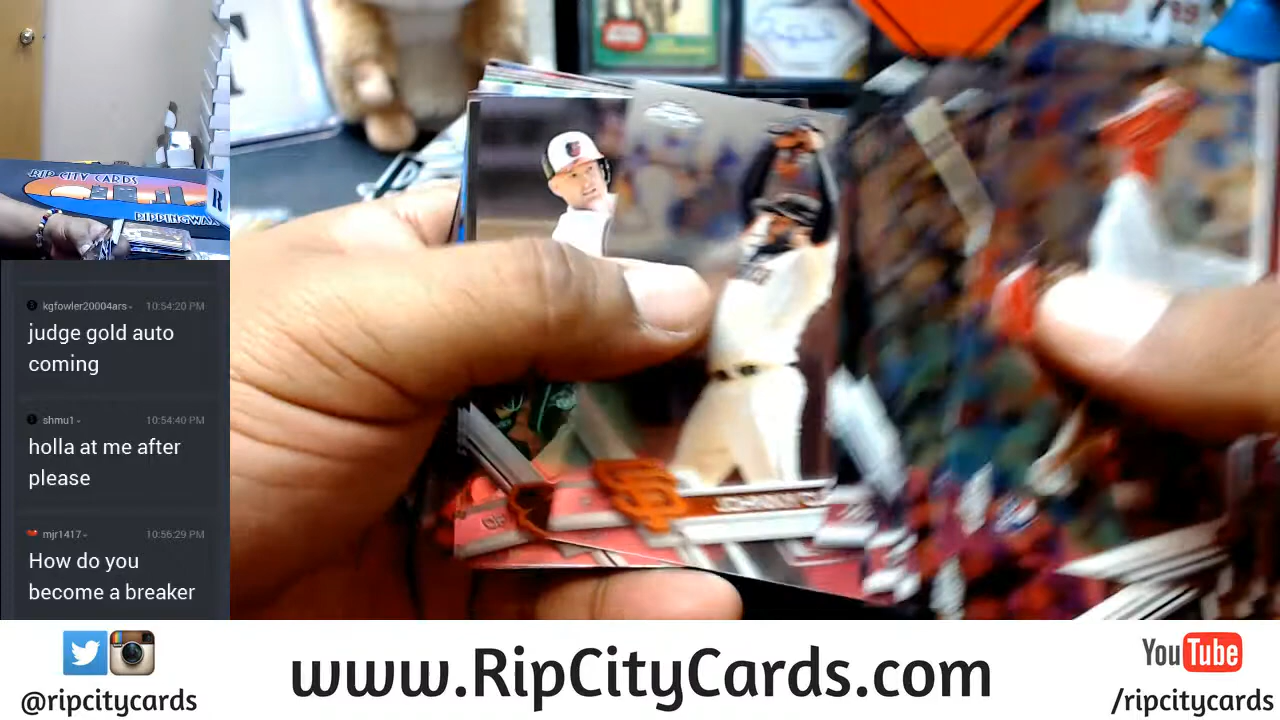 RIP CITY CARDS
kgfowler20004ars
10:54:20 PM
judge gold auto
coming
shmu1
10:54:40 PM
holla at me after
please
mjr1417
10:56:29 PM
How do you
become a breaker
SF
@ripcitycards
www.RipCityCards.com
YouTube
/ripcitycards